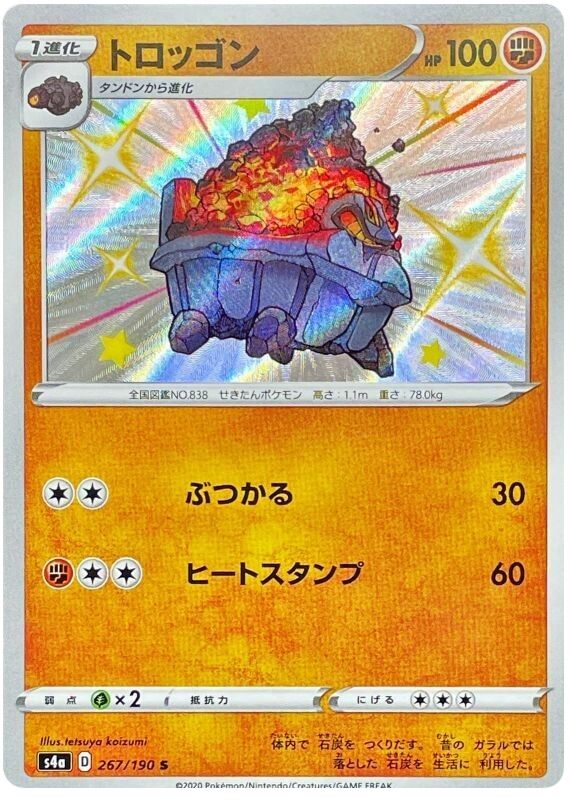 1進化
トロッゴン
HP 100
タンドンから進化
全国図鑑NO.838 せきたんポケモン 高さ:1.1m 重さ:78.0kg
ぶつかる 30
ヒートスタンプ 60
弱点 ×2 抵抗力 にげる
Illus.tetsuya koizumi
s4a D 267/190 S
体内で 石炭を つくりだす。 昔の ガラルでは
落とした 石炭を 生活に 利用した。
©2020 Pokémon/Nintendo/Creatures/GAME FREAK